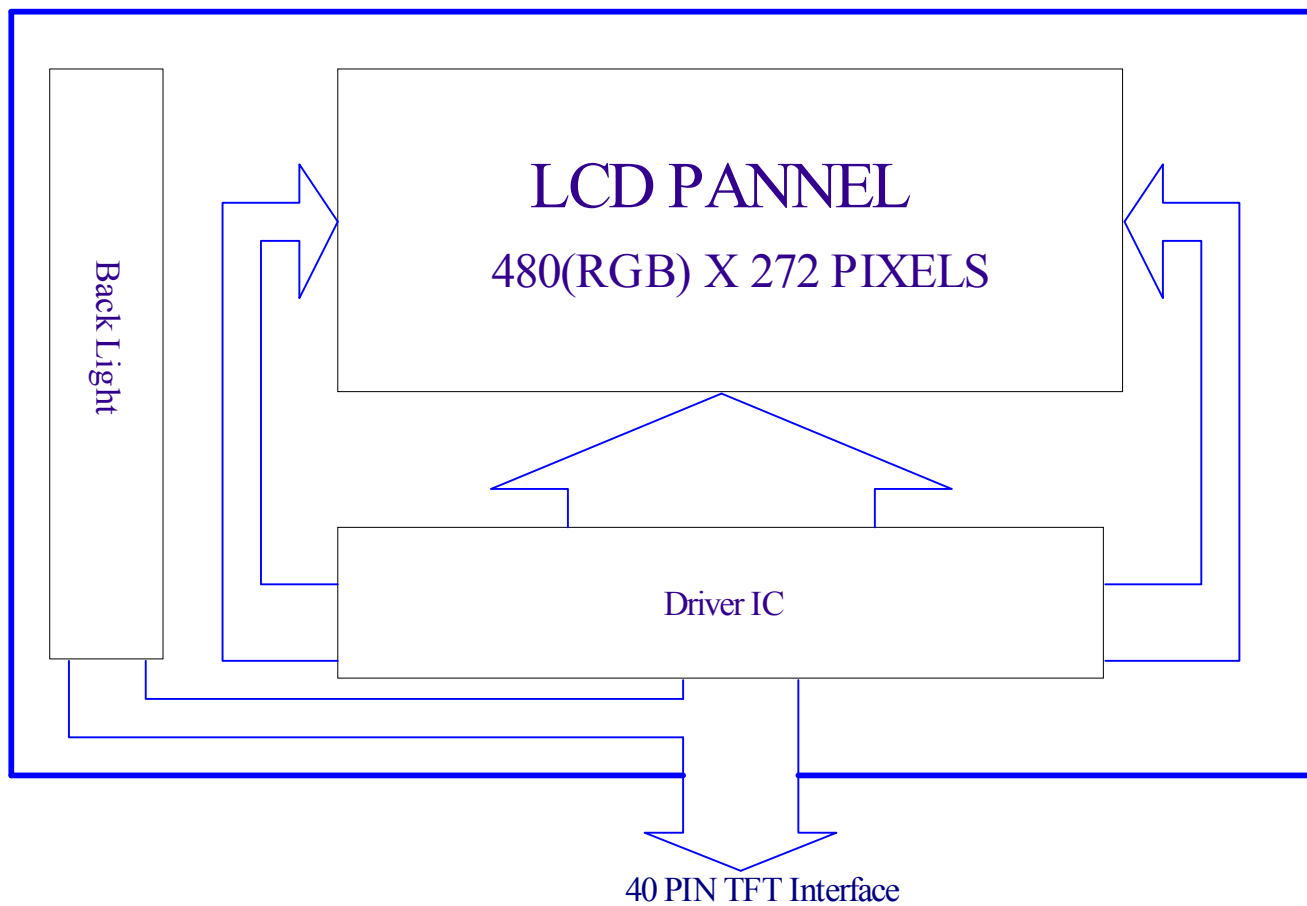 LCD PANNEL
480(RGB) X 272 PIXELS
Back Light
Driver IC
40 PIN TFT Interface